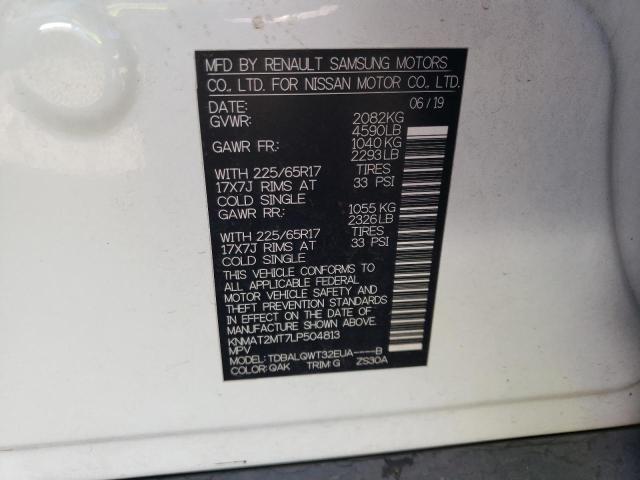 MFD BY RENAULT SAMSUNG MOTORS
CO., LTD. FOR NISSAN MOTOR CO., LTD.
DATE: 06/19
GVWR: 2082KG
4590LB
GAWR FR: 1040 KG
2293LB
WITH 225/65R17 TIRES
17X7J RIMS AT 33 PSI
COLD SINGLE
GAWR RR: 1055 KG
2326LB
WITH 225/65R17 TIRES
17X7J RIMS AT 33 PSI
COLD SINGLE
THIS VEHICLE CONFORMS TO
ALL APPLICABLE FEDERAL
MOTOR VEHICLE SAFETY AND
THEFT PREVENTION STANDARDS
IN EFFECT ON THE DATE OF
MANUFACTURE SHOWN ABOVE.
KNMAT2MT7LP504813
MPV
MODEL: TDBALQWT32EUA----B
COLOR: QAK TRIM: G ZS30A